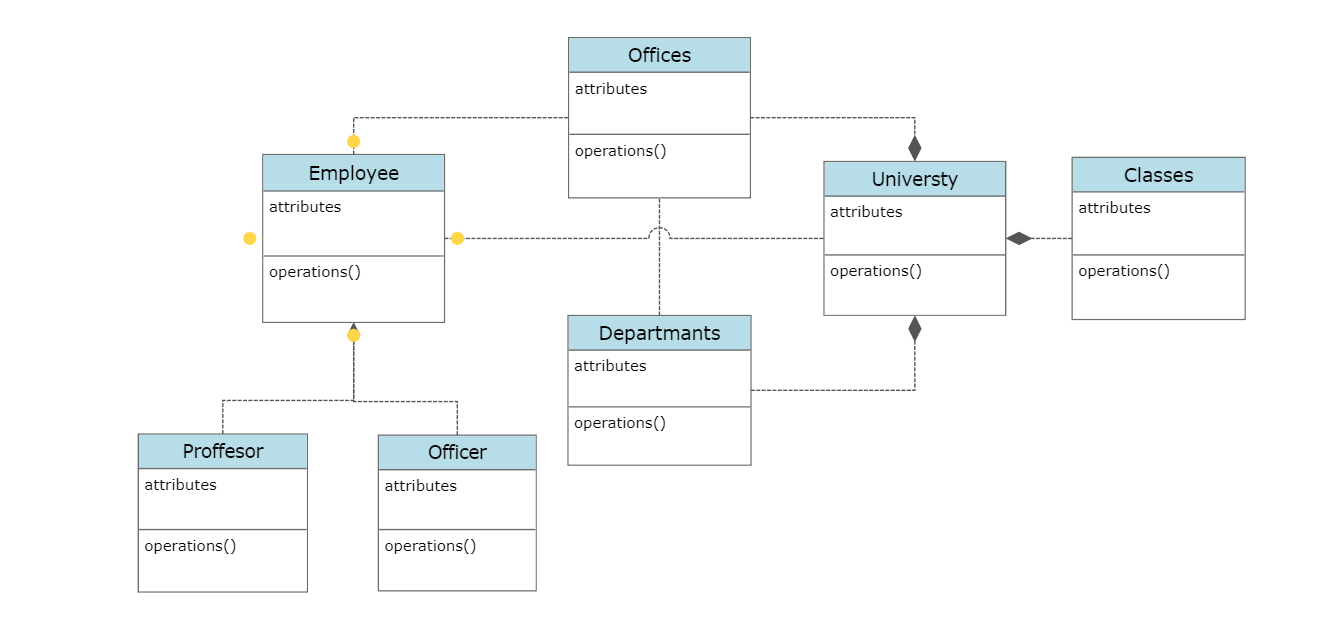 Offices
attributes
operations()
Employee
attributes
operations()
Universty
attributes
operations()
Classes
attributes
operations()
Departmants
attributes
operations()
Proffesor
attributes
operations()
Officer
attributes
operations()